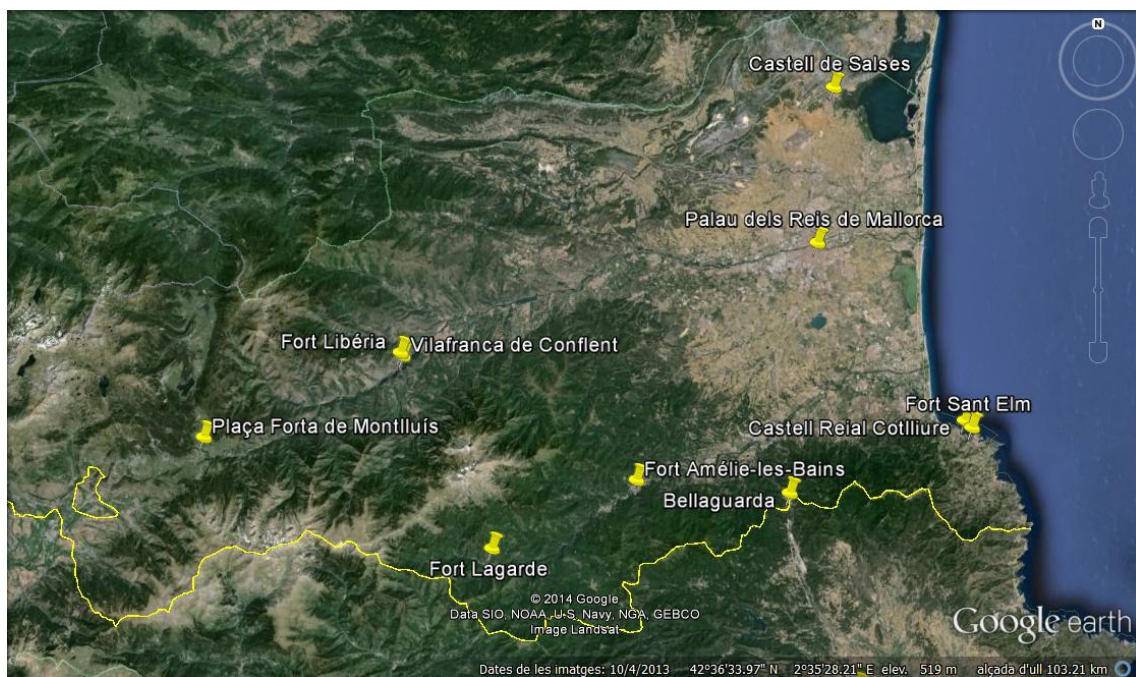 N
Castell de Salses
Palau dels Reis de Mallorca
Fort Libéria
Vilafranca de Conflent
Fort Sant Elm
Plaça Forta de Montlluís
Castell Reial Cotlliure
Fort Amélie-les-Bains
Bellaguarda
Fort Lagarde
© 2014 Google
Data SIO, NOAA, U.S. Navy, NGA, GEBCO
Image Landsat
Google earth
Dates de les imatges: 10/4/2013 42°36'33.97" N 2°35'28.21" E elev. 519 m alçada d'ull 103.21 km